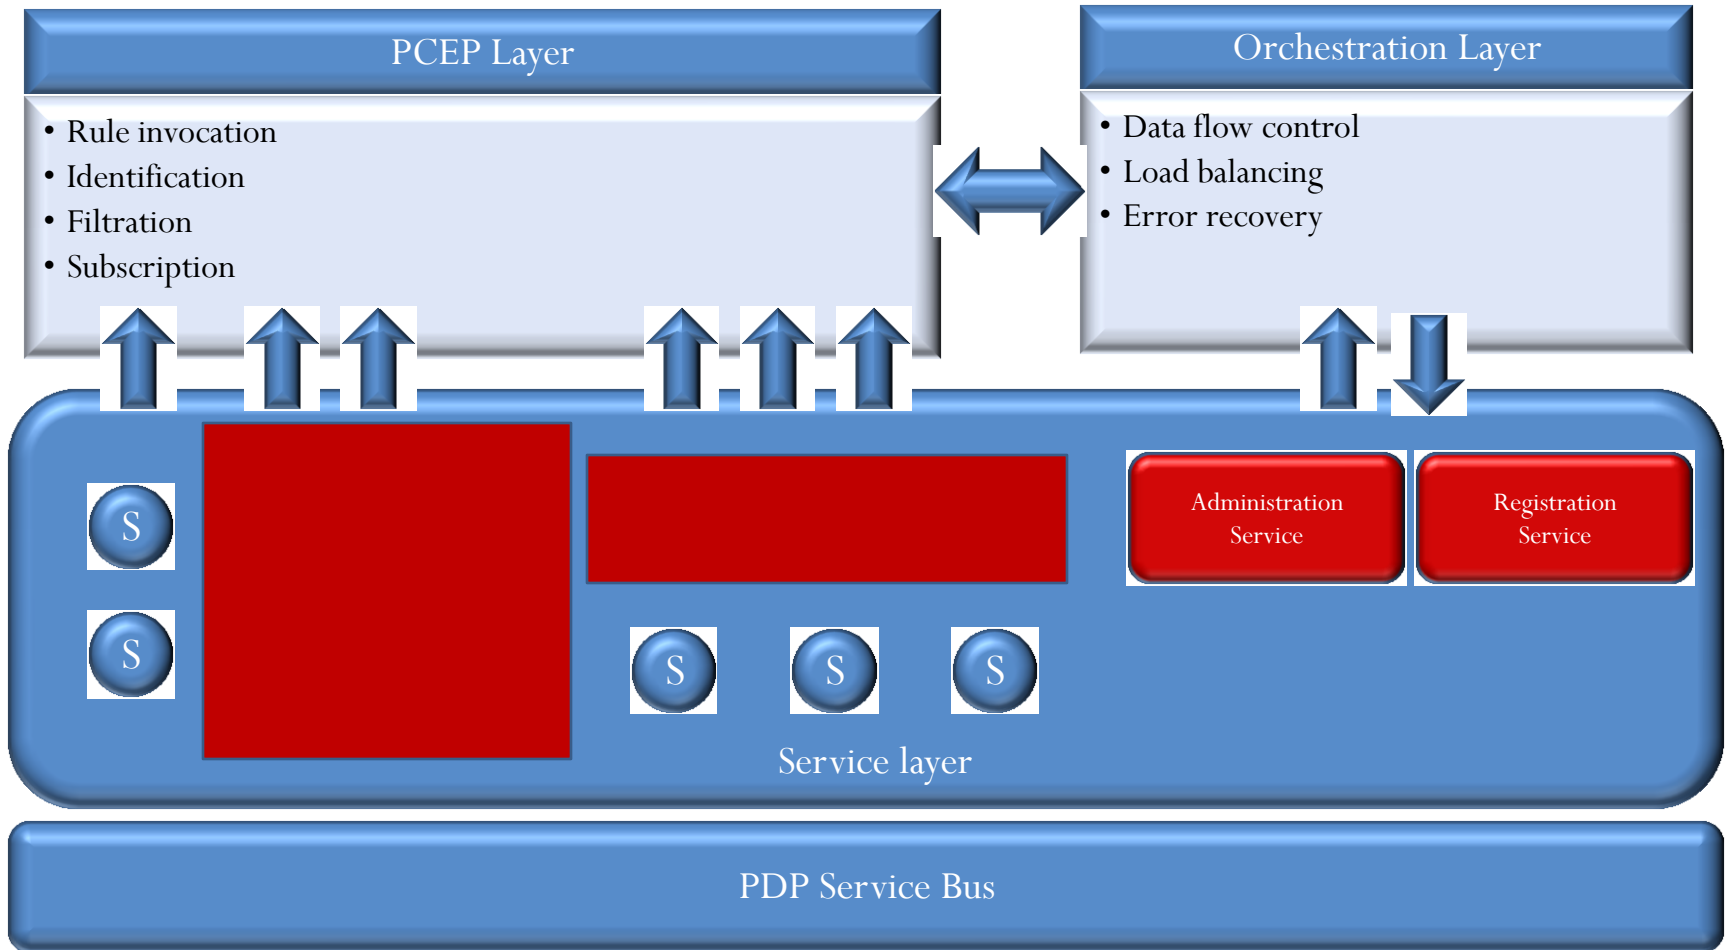 PCEP Layer
• Rule invocation
• Identification
• Filtration
• Subscription
Orchestration Layer
• Data flow control
• Load balancing
• Error recovery
S
S
S
S
S
Administration
Service
Registration
Service
Service layer
PDP Service Bus